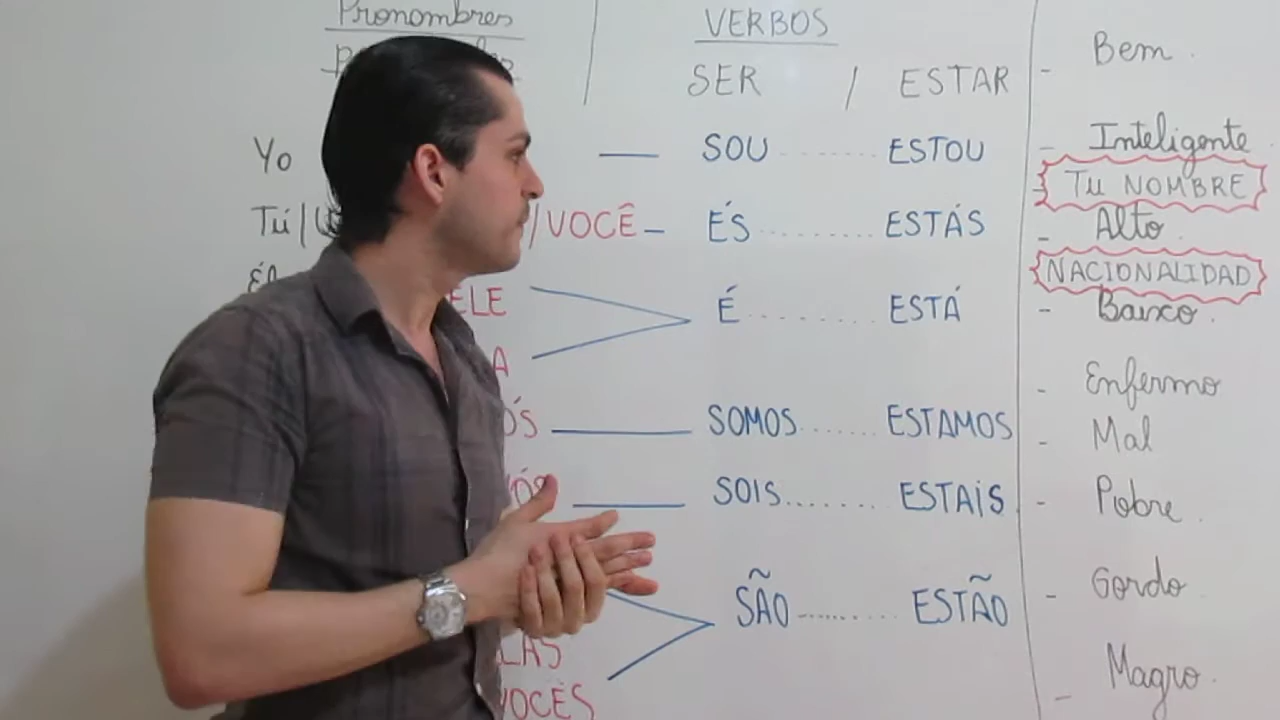 Pronombres
VERBOS
SER / ESTAR
Yo — SOU ........ ESTOU
Tú / /VOCÊ — ÉS ........ ESTÁS
ELE
É ........ ESTÁ
SOMOS ....... ESTAMOS
SOIS....... ESTAIS
SÃO ........ ESTÃO
VOCÊS
- Bem.
- Inteligente
- TU NOMBRE
- Alto.
NACIONALIDAD
- Baixo.
- Enfermo
- Mal
- Pobre.
- Gordo
- Magro.